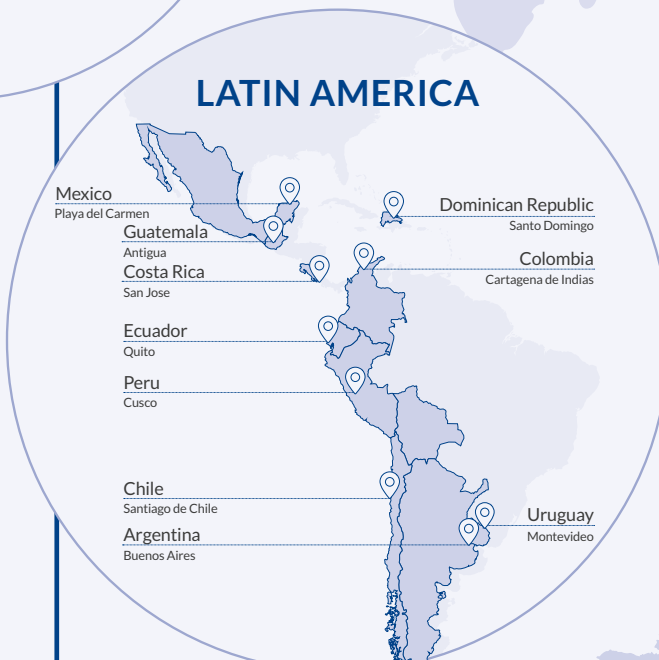 LATIN AMERICA
Mexico
Playa del Carmen
Guatemala
Antigua
Costa Rica
San Jose
Ecuador
Quito
Peru
Cusco
Chile
Santiago de Chile
Argentina
Buenos Aires
Dominican Republic
Santo Domingo
Colombia
Cartagena de Indias
Uruguay
Montevideo